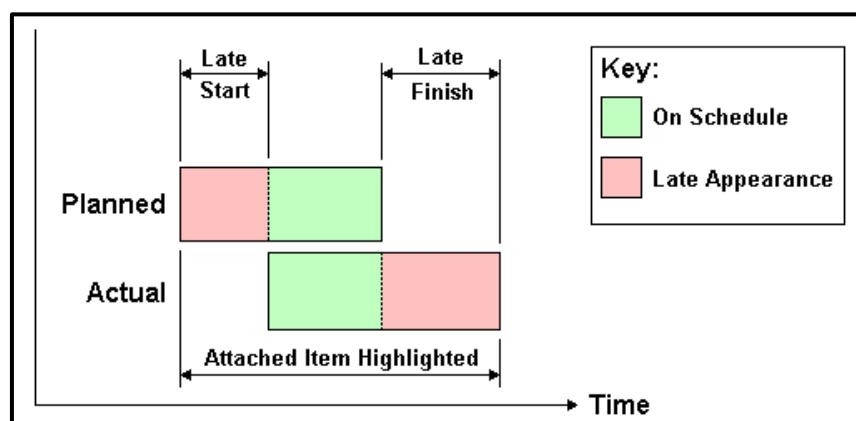 Late
Start
Late
Finish
Key:
On Schedule
Late Appearance
Planned
Actual
Attached Item Highlighted
Time